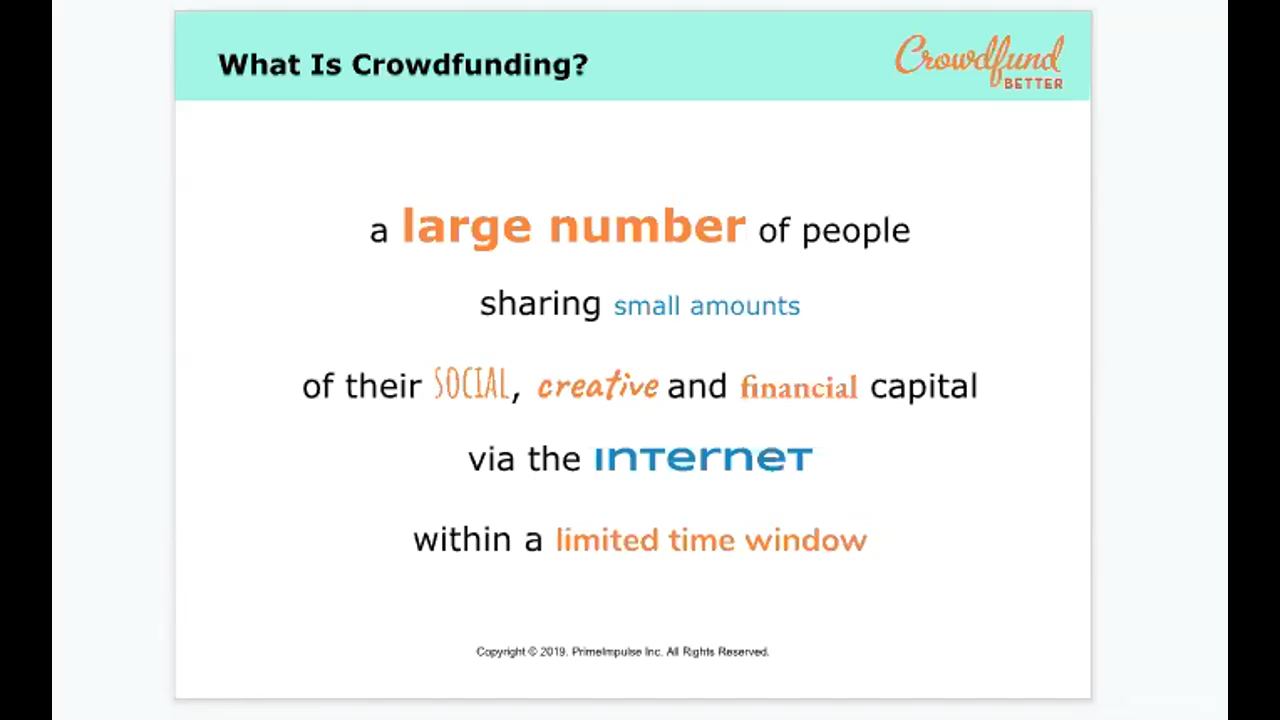 What Is Crowdfunding?
Crowdfund
BETTER
a large number of people
sharing small amounts
of their SOCIAL, creative and financial capital
via the INTERNET
within a limited time window
Copyright © 2019. PrimeImpulse Inc. All Rights Reserved.